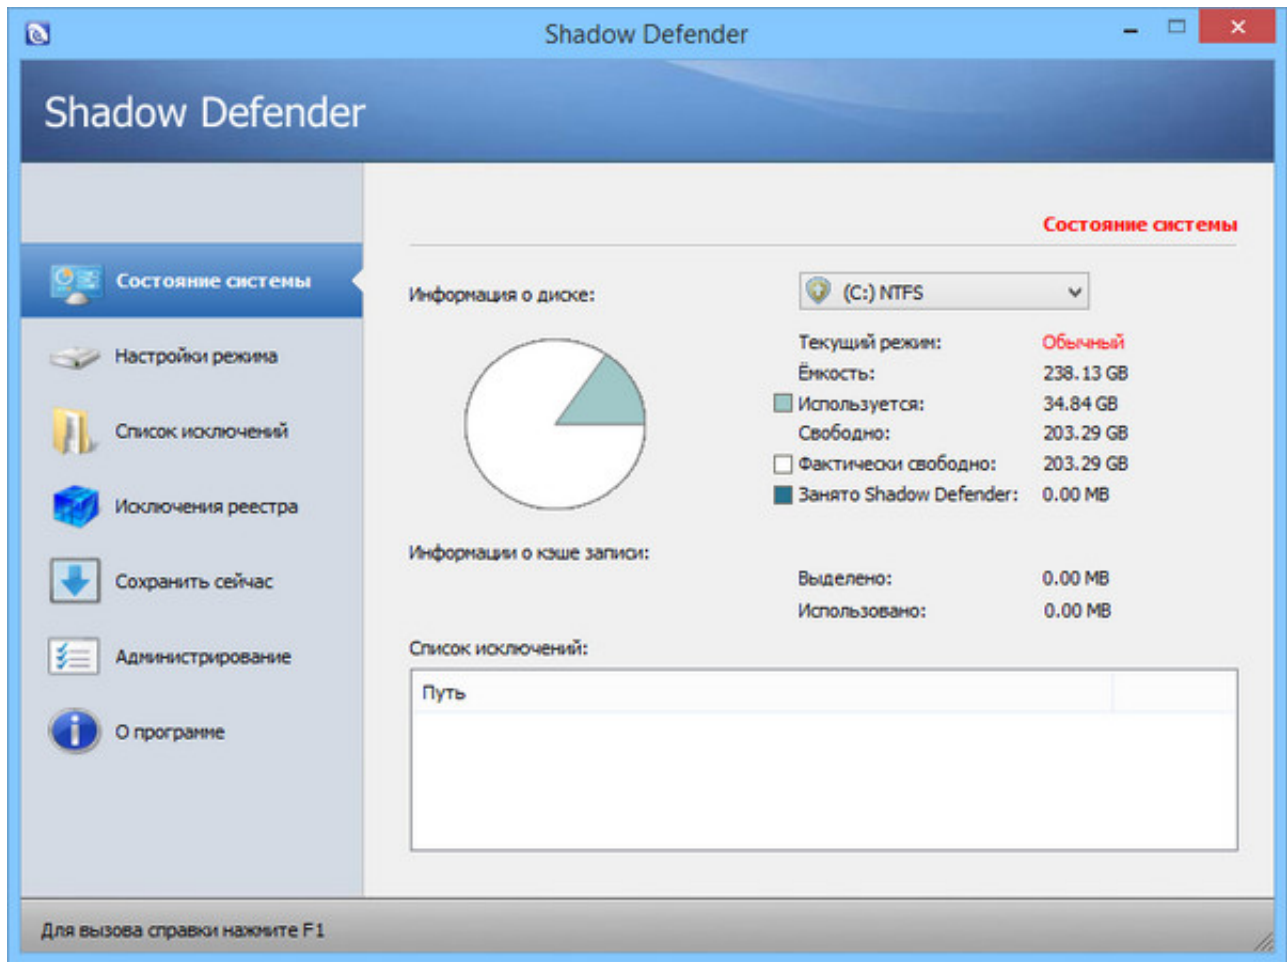 Shadow Defender
Shadow Defender
Состояние системы
Настройки режима
Список исключений
Исключения реестра
Сохранить сейчас
Администрирование
О программе
Состояние системы
Информация о диске:
(C:) NTFS
Текущий режим: Обычный
Ёмкость: 238.13 GB
Используется: 34.84 GB
Свободно: 203.29 GB
Фактически свободно: 203.29 GB
Занято Shadow Defender: 0.00 MB
Информации о кэше записи:
Выделено: 0.00 MB
Использовано: 0.00 MB
Список исключений:
Путь
Для вызова справки нажмите F1